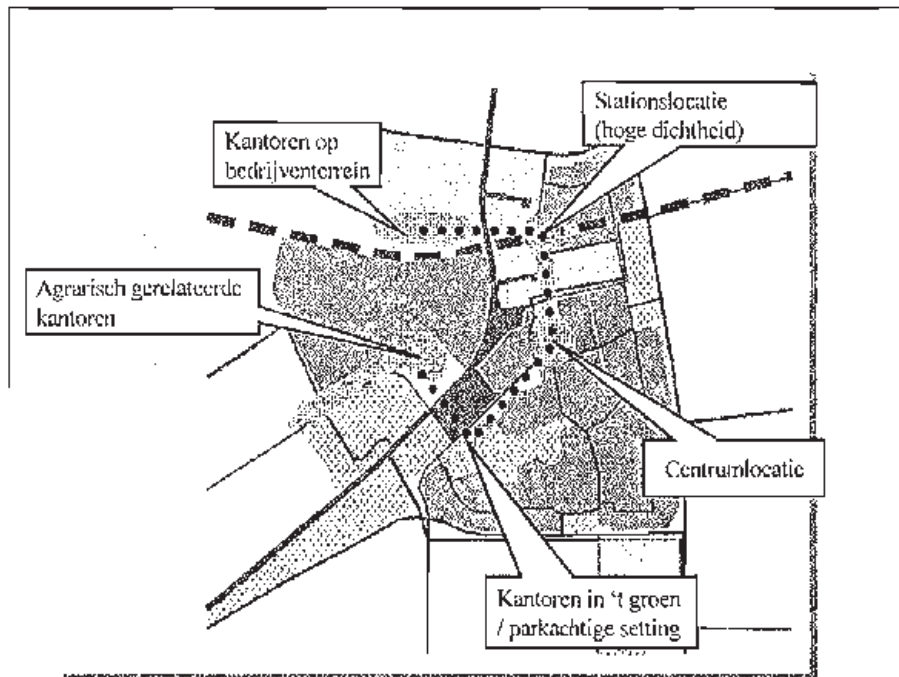 Stationslocatie
(hoge dichtheid)
Kantoren op
bedrijventerrein
Agrarisch gerelateerde
kantoren
Centrumlocatie
Kantoren in ‘t groen
/ parkachtige setting